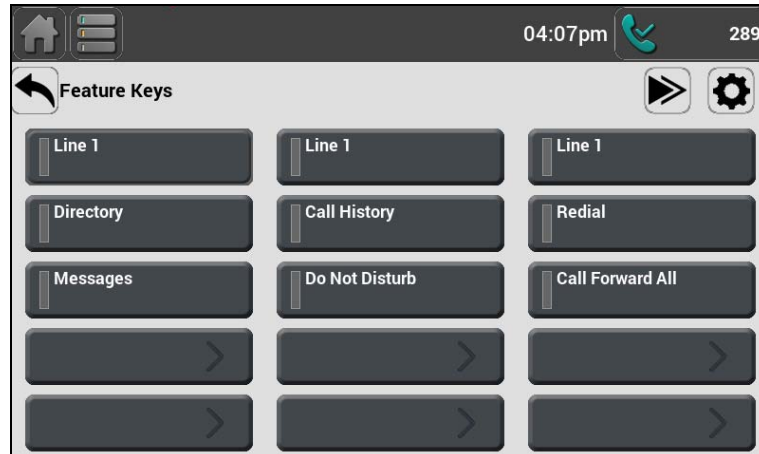 04:07pm 289
Feature Keys
Line 1 Line 1 Line 1
Directory Call History Redial
Messages Do Not Disturb Call Forward All